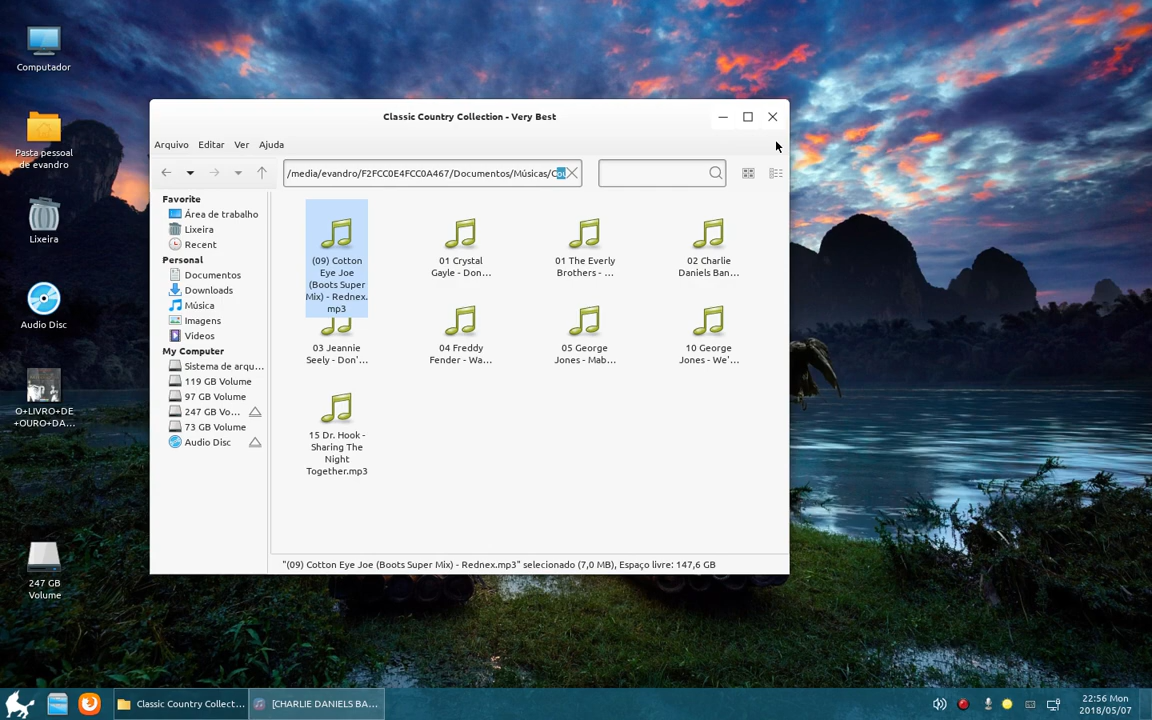 Computador
Pasta pessoal
de evandro
Lixeira
Audio Disc
O+LIVRO+DE
+OURO+DA...
247 GB
Volume
Classic Country Collection - Very Best
Arquivo Editar Ver Ajuda
/media/evandro/F2FCC0E4FCC0A467/Documentos/Músicas/Cou
Favorite
Área de trabalho
Lixeira
Recent
Personal
Documentos
Downloads
Música
Imagens
Vídeos
My Computer
Sistema de arqu...
119 GB Volume
97 GB Volume
247 GB Vo...
73 GB Volume
Audio Disc
(09) Cotton
Eye Joe
(Boots Super
Mix) - Rednex.
mp3
01 Crystal
Gayle - Don...
01 The Everly
Brothers - ...
02 Charlie
Daniels Ban...
03 Jeannie
Seely - Don'...
04 Freddy
Fender - Wa...
05 George
Jones - Mab...
10 George
Jones - We'...
15 Dr. Hook -
Sharing The
Night
Together.mp3
"(09) Cotton Eye Joe (Boots Super Mix) - Rednex.mp3" selecionado (7,0 MB), Espaço livre: 147,6 GB
Classic Country Collect...
[CHARLIE DANIELS BA...
22:56 Mon
2018/05/07